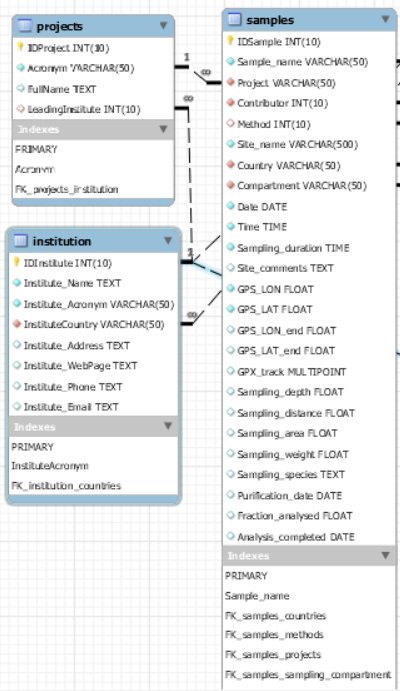 projects
IDProject INT(10)
Acronym VARCHAR(50)
FullName TEXT
LeadingInstitute INT(10)
Indexes
PRIMARY
Acronym
FK_projects_institution
1
∞
∞
institution
1
IDInstitute INT(10)
Institute_Name TEXT
Institute_Acronym VARCHAR(50)
InstituteCountry VARCHAR(50)
∞
Institute_Address TEXT
Institute_WebPage TEXT
Institute_Phone TEXT
Institute_Email TEXT
Indexes
PRIMARY
InstituteAcronym
FK_institution_countries
samples
IDSample INT(10)
Sample_name VARCHAR(50)
Project VARCHAR(50)
Contributor INT(10)
Method INT(10)
Site_name VARCHAR(500)
Country VARCHAR(50)
Compartment VARCHAR(50)
Date DATE
Time TIME
Sampling_duration TIME
Site_comments TEXT
GPS_LON FLOAT
GPS_LAT FLOAT
GPS_LON_end FLOAT
GPS_LAT_end FLOAT
GPX_track MULTIPOINT
Sampling_depth FLOAT
Sampling_distance FLOAT
Sampling_area FLOAT
Sampling_weight FLOAT
Sampling_species TEXT
Purification_date DATE
Fraction_analysed FLOAT
Analysis_completed DATE
Indexes
PRIMARY
Sample_name
FK_samples_countries
FK_samples_methods
FK_samples_projects
FK_samples_sampling_compartment